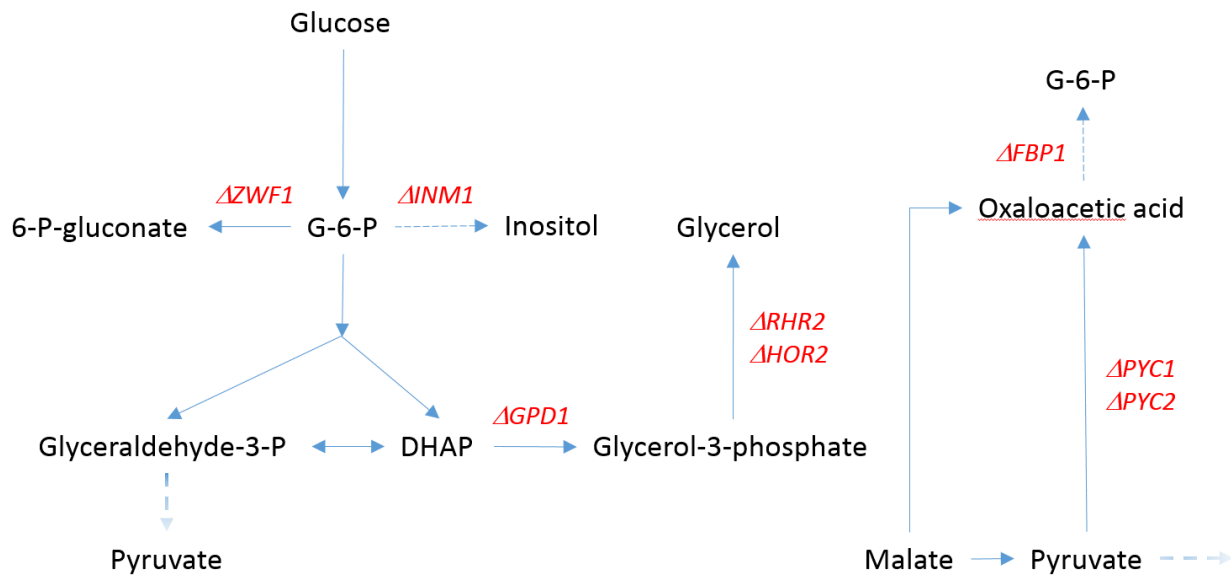 Glucose
G-6-P
ΔFBP1
ΔZWF1
ΔINM1
6-P-gluconate
G-6-P
Inositol
Glycerol
Oxaloacetic acid
ΔRHR2
ΔHOR2
ΔPYC1
ΔPYC2
ΔGPD1
Glyceraldehyde-3-P
DHAP
Glycerol-3-phosphate
Pyruvate
Malate
Pyruvate